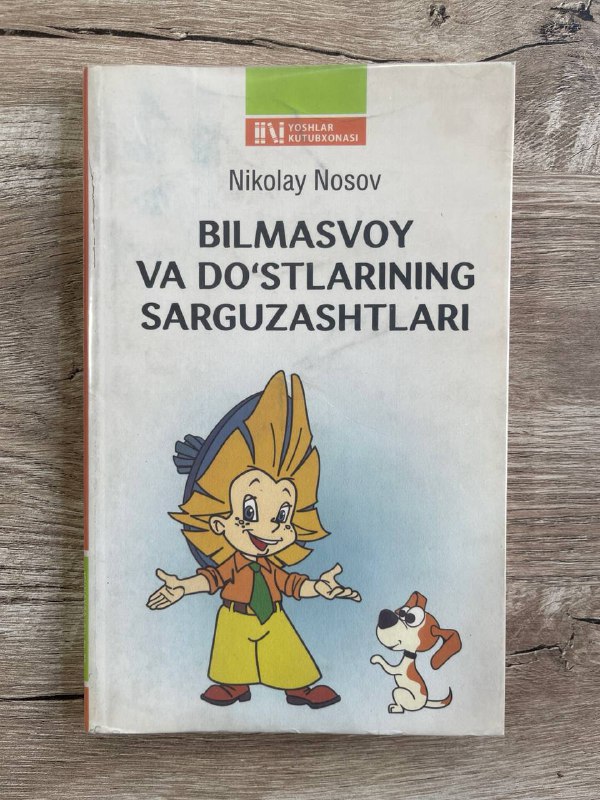 YOSHLAR
KUTUBXONASI
Nikolay Nosov
BILMASVOY
VA DO‘STLARINING
SARGUZASHTLARI